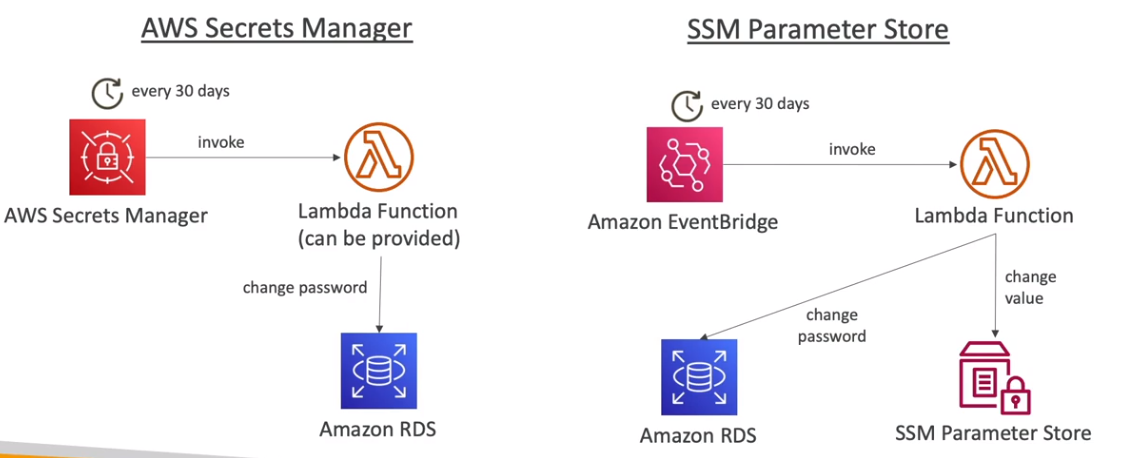 AWS Secrets Manager
every 30 days
invoke
AWS Secrets Manager
Lambda Function
(can be provided)
change password
Amazon RDS
SSM Parameter Store
every 30 days
invoke
Amazon EventBridge
Lambda Function
change
value
change
password
Amazon RDS
SSM Parameter Store